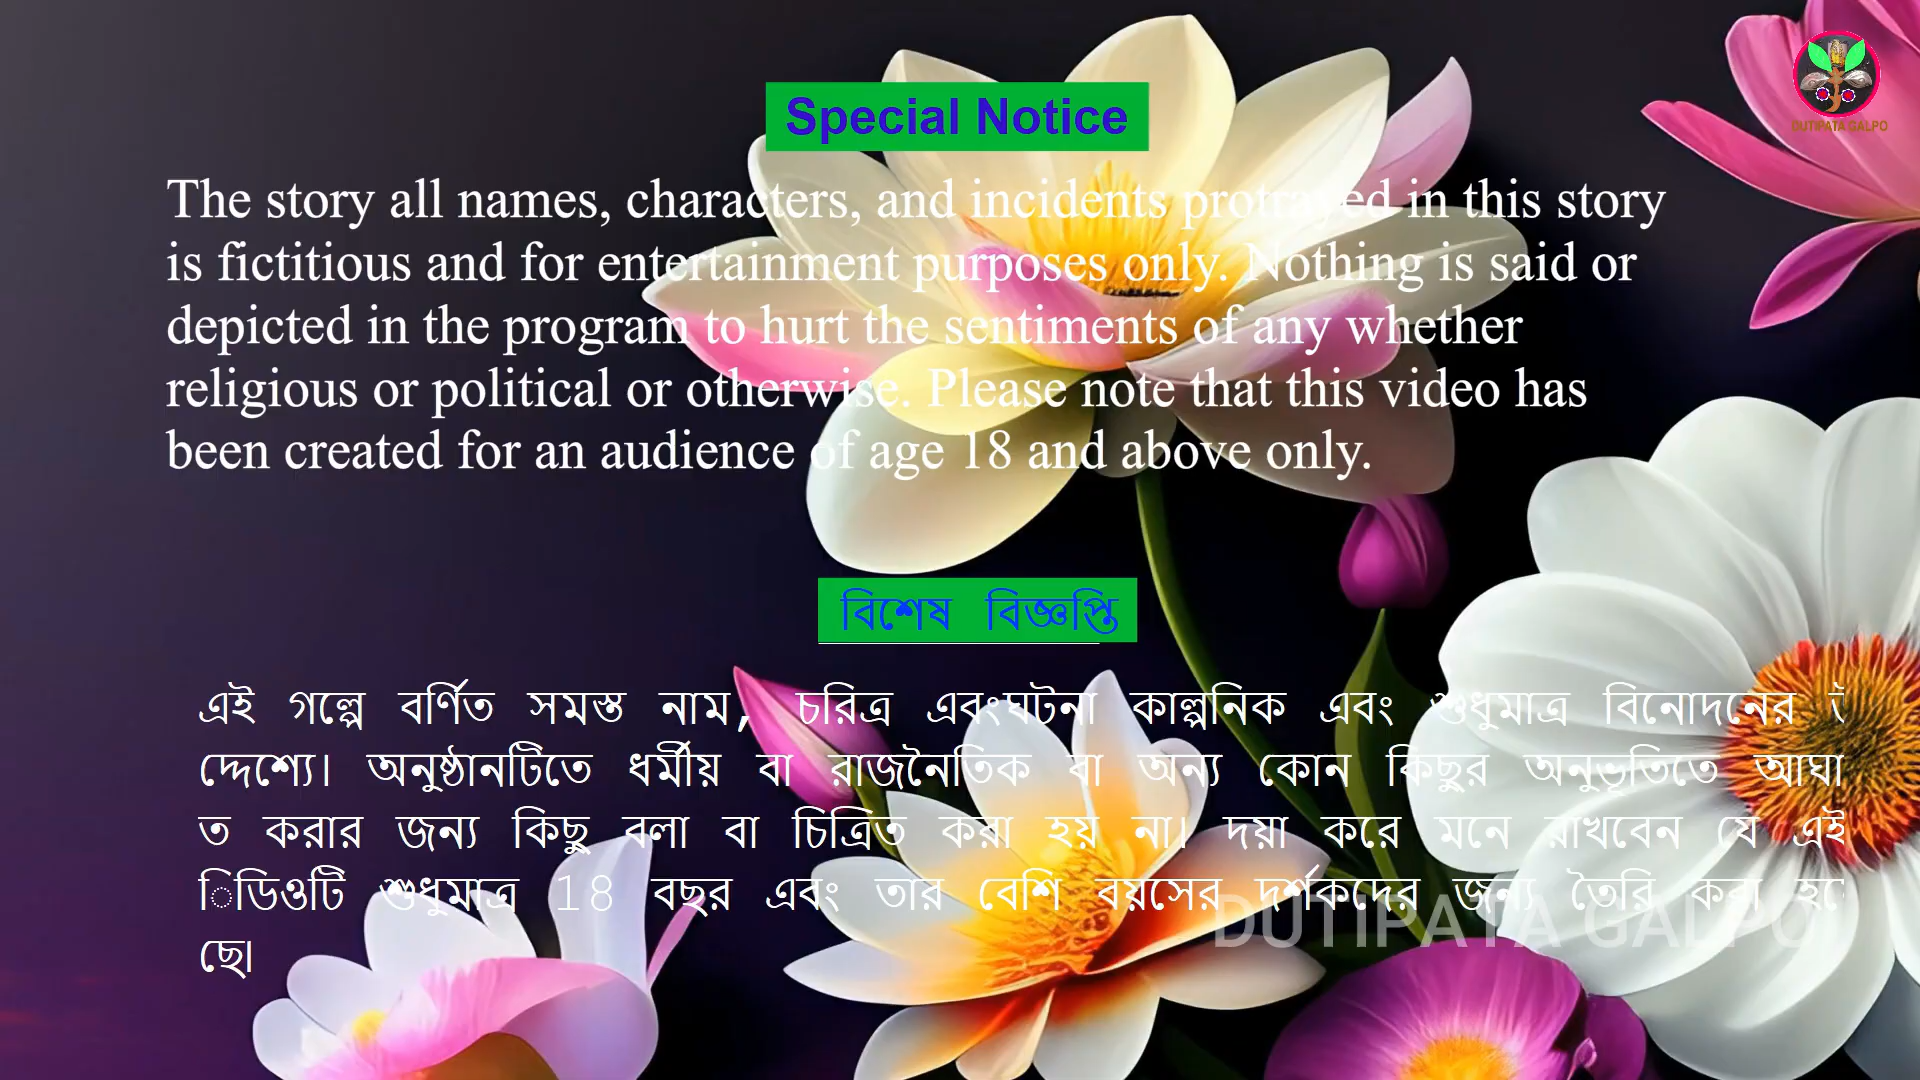 DUTIPATA GALPO
Special Notice
The story all names, characters, and incidents protrayed in this story
is fictitious and for entertainment purposes only. Nothing is said or
depicted in the program to hurt the sentiments of any whether
religious or political or otherwise. Please note that this video has
been created for an audience of age 18 and above only.
বিশেষ বিজ্ঞপ্তি
এই গল্পে বর্ণিত সমস্ত নাম, চরিত্র এবংঘটনা কাল্পনিক এবং শুধুমাত্র বিনোদনের উ
দ্দেশ্যে। অনুষ্ঠানটিতে ধর্মীয় বা রাজনৈতিক বা অন্য কোন কিছুর অনুভূতিতে আঘা
ত করার জন্য কিছু বলা বা চিত্রিত করা হয় না। দয়া করে মনে রাখবেন যে এই
িডিওটি শুধুমাত্র 18 বছর এবং তার বেশি বয়সের দর্শকদের জন্য তৈরি করা হয়ে
ছে।
DUTIPATA GALPO